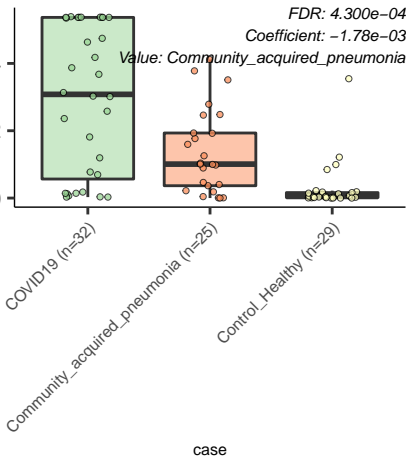 FDR: 4.300e−04
Coefficient: −1.78e−03
Value: Community_acquired_pneumonia
COVID19 (n=32)
Community_acquired_pneumonia (n=25)
Control_Healthy (n=29)
case